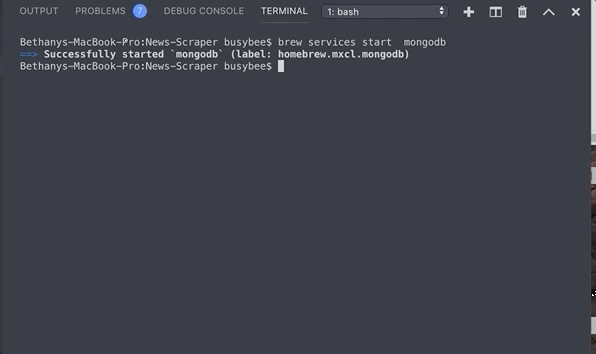 OUTPUT PROBLEMS 7 DEBUG CONSOLE TERMINAL 1: bash
Bethanys-MacBook-Pro:News-Scraper busybee$ brew services start  mongodb
==> Successfully started `mongodb` (label: homebrew.mxcl.mongodb)
Bethanys-MacBook-Pro:News-Scraper busybee$